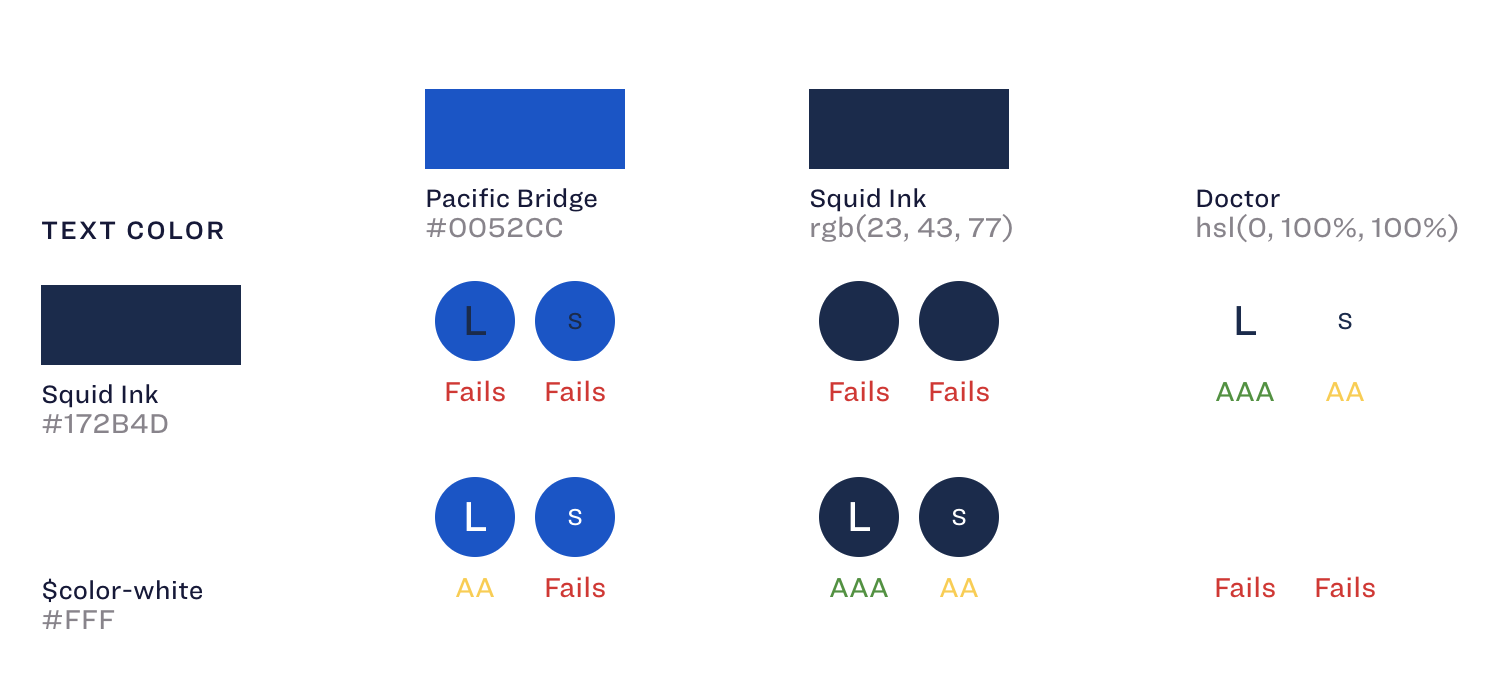 Pacific Bridge
#0052CC
Squid Ink
rgb(23, 43, 77)
Doctor
hsl(0, 100%, 100%)
TEXT COLOR
Squid Ink
#172B4D
L S
Fails Fails
Fails Fails
L S
AAA AA
$color-white
#FFF
L S
AA Fails
L S
AAA AA
Fails Fails